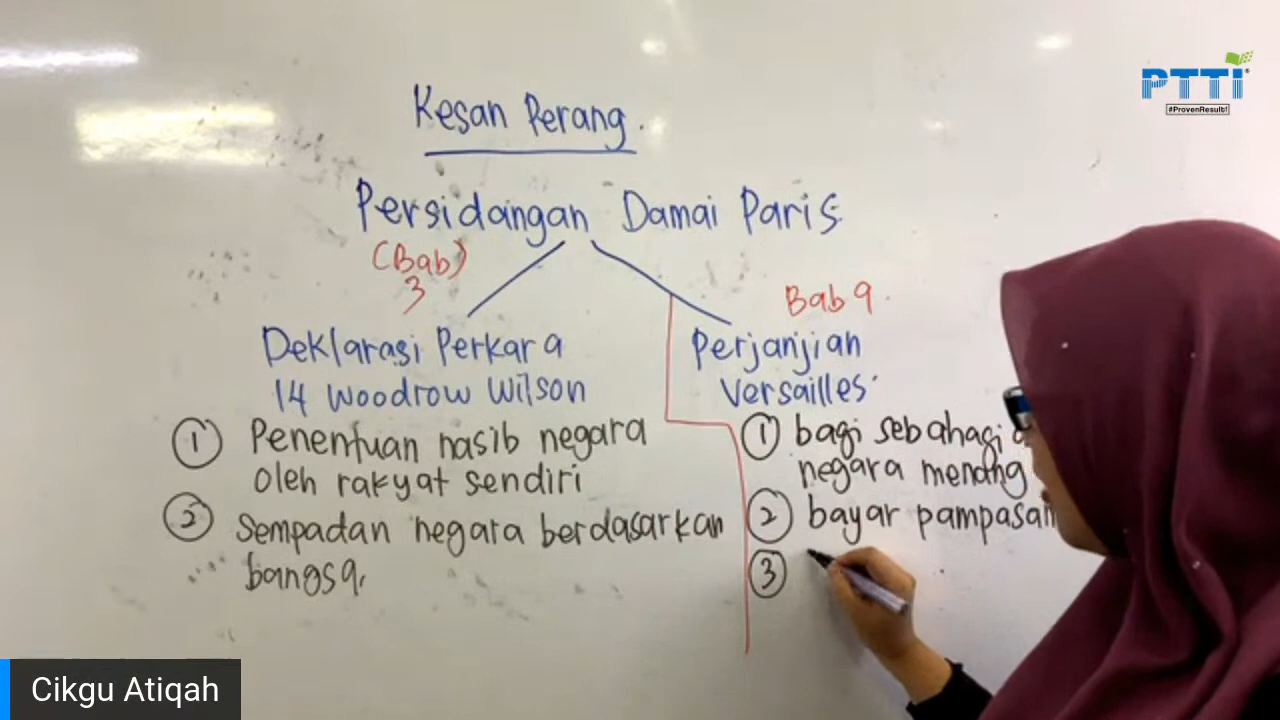 PTTI
#ProvenResult!
Kesan Perang.
Persidangan Damai Paris
(Bab)
3
Bab 9.
Deklarasi Perkara
14 Woodrow Wilson
① Penentuan nasib negara
oleh rakyat sendiri
② Sempadan negara berdasarkan
bangsa,
Perjanjian
Versailles
① bagi
negara menang
② bayar pampasan
③
Cikgu Atiqah